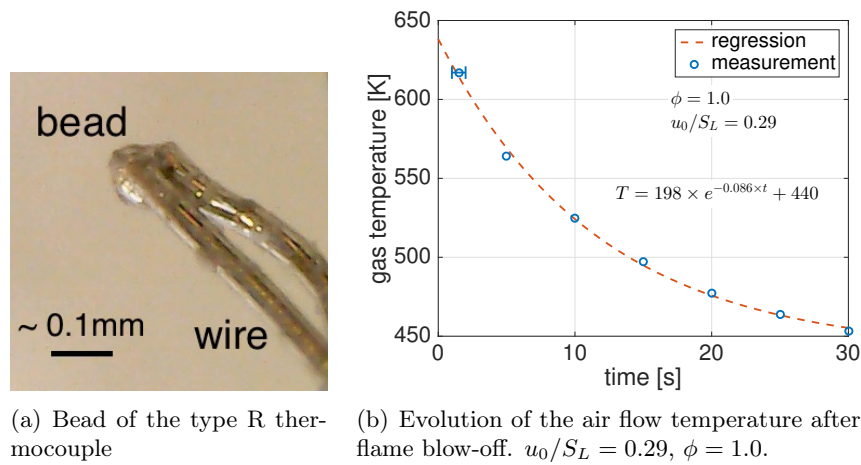 bead
~ 0.1mm
wire
650
600
550
500
450
0
10
20
30
gas temperature [K]
time [s]
regression
measurement
ϕ = 1.0
u₀/S_L = 0.29
T = 198 × e^{−0.086×t} + 440
(a) Bead of the type R ther-
mocouple
(b) Evolution of the air flow temperature after
flame blow-off. u₀/S_L = 0.29, ϕ = 1.0.